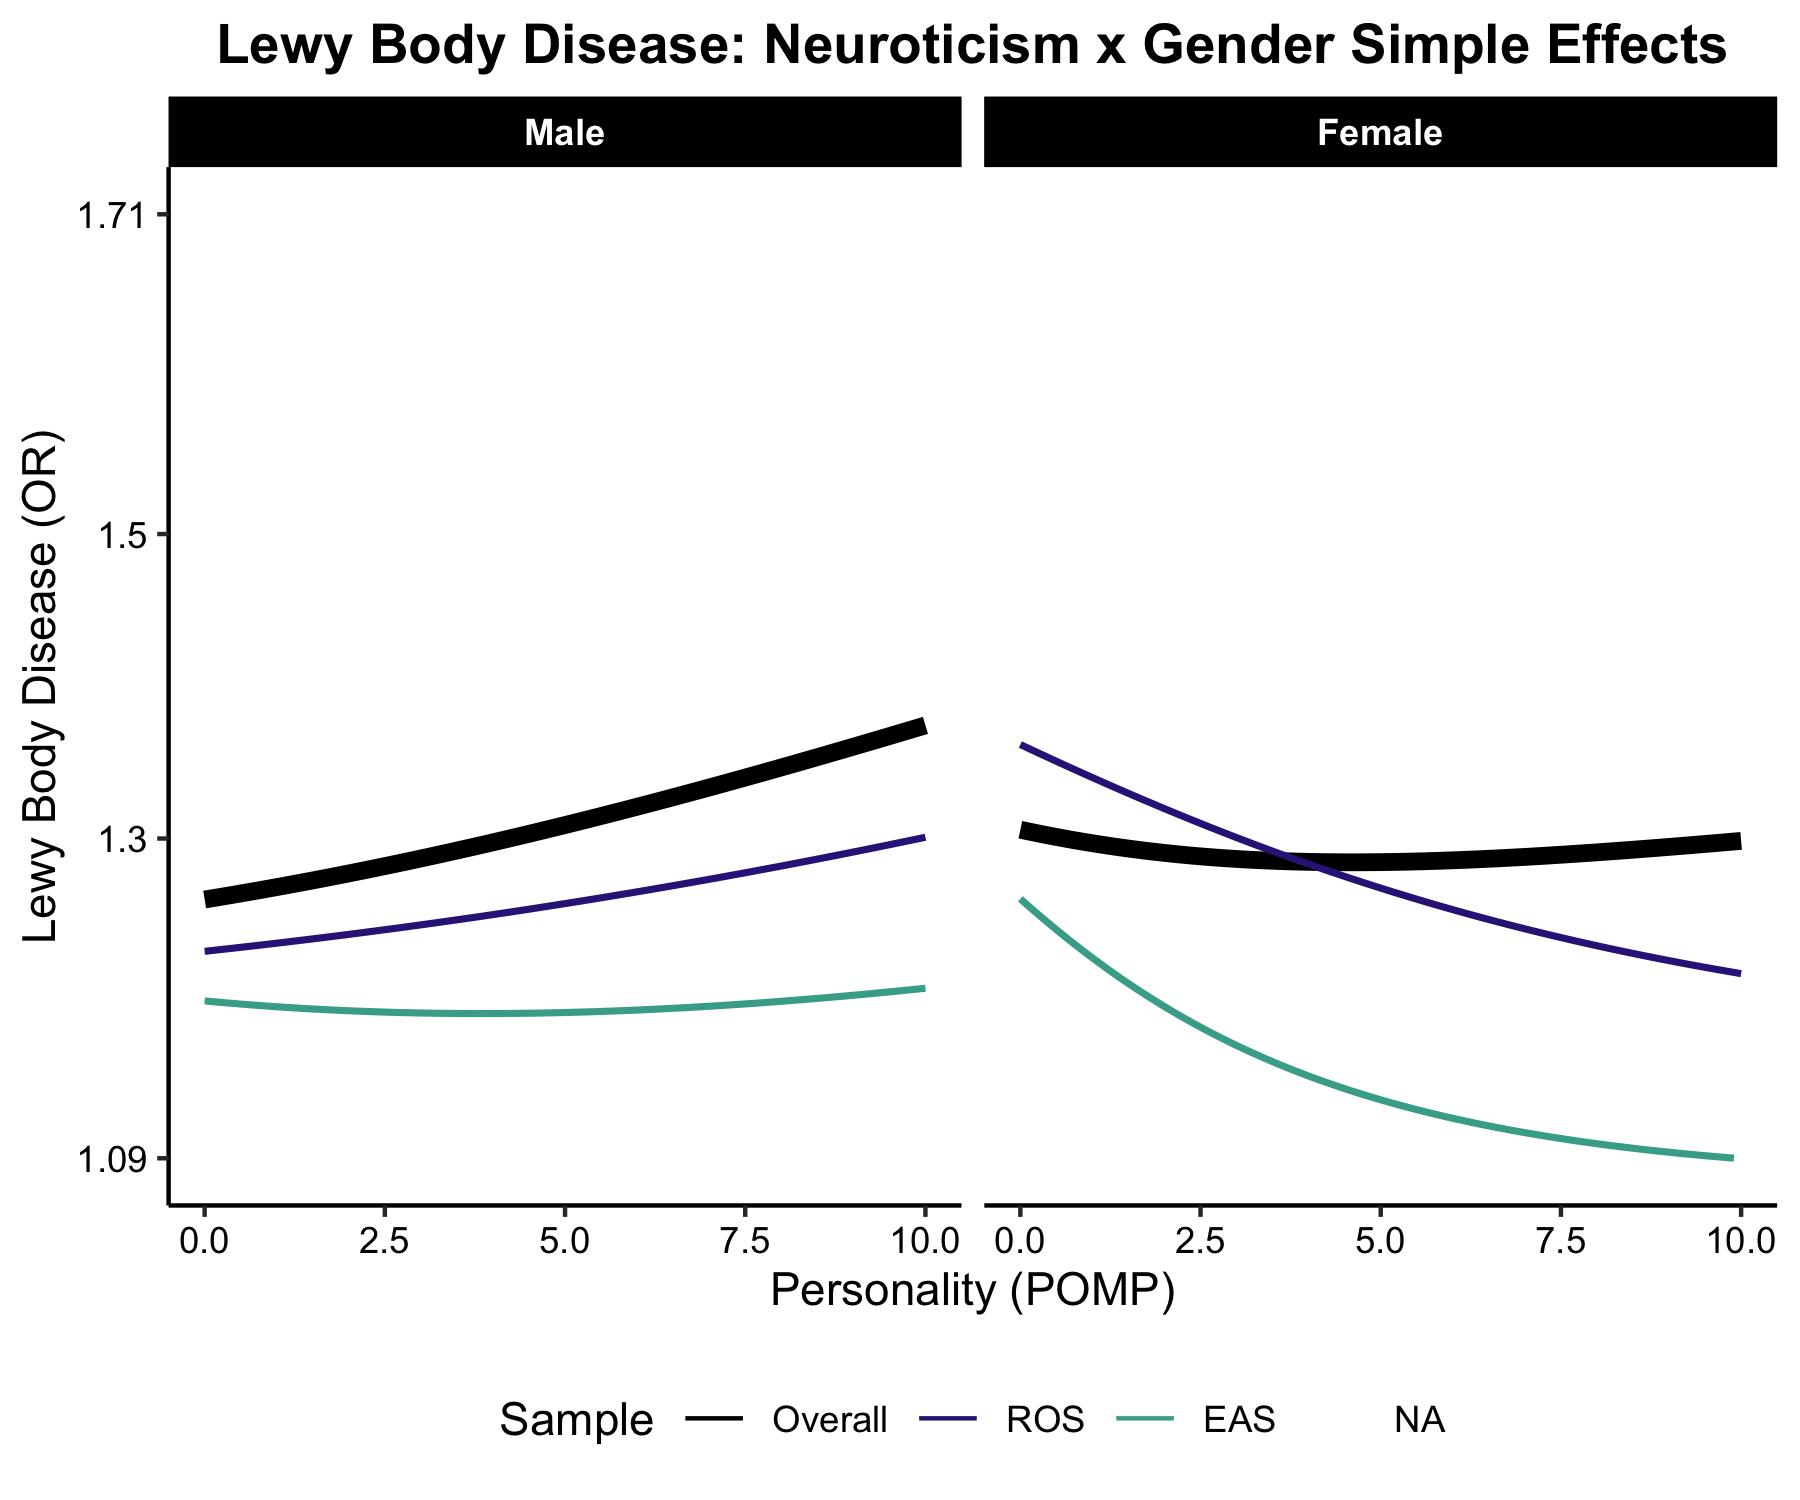 Lewy Body Disease: Neuroticism x Gender Simple Effects
Male
Female
Lewy Body Disease (OR)
1.71
1.5
1.3
1.09
0.0 2.5 5.0 7.5 10.0
0.0 2.5 5.0 7.5 10.0
Personality (POMP)
Sample Overall ROS EAS NA